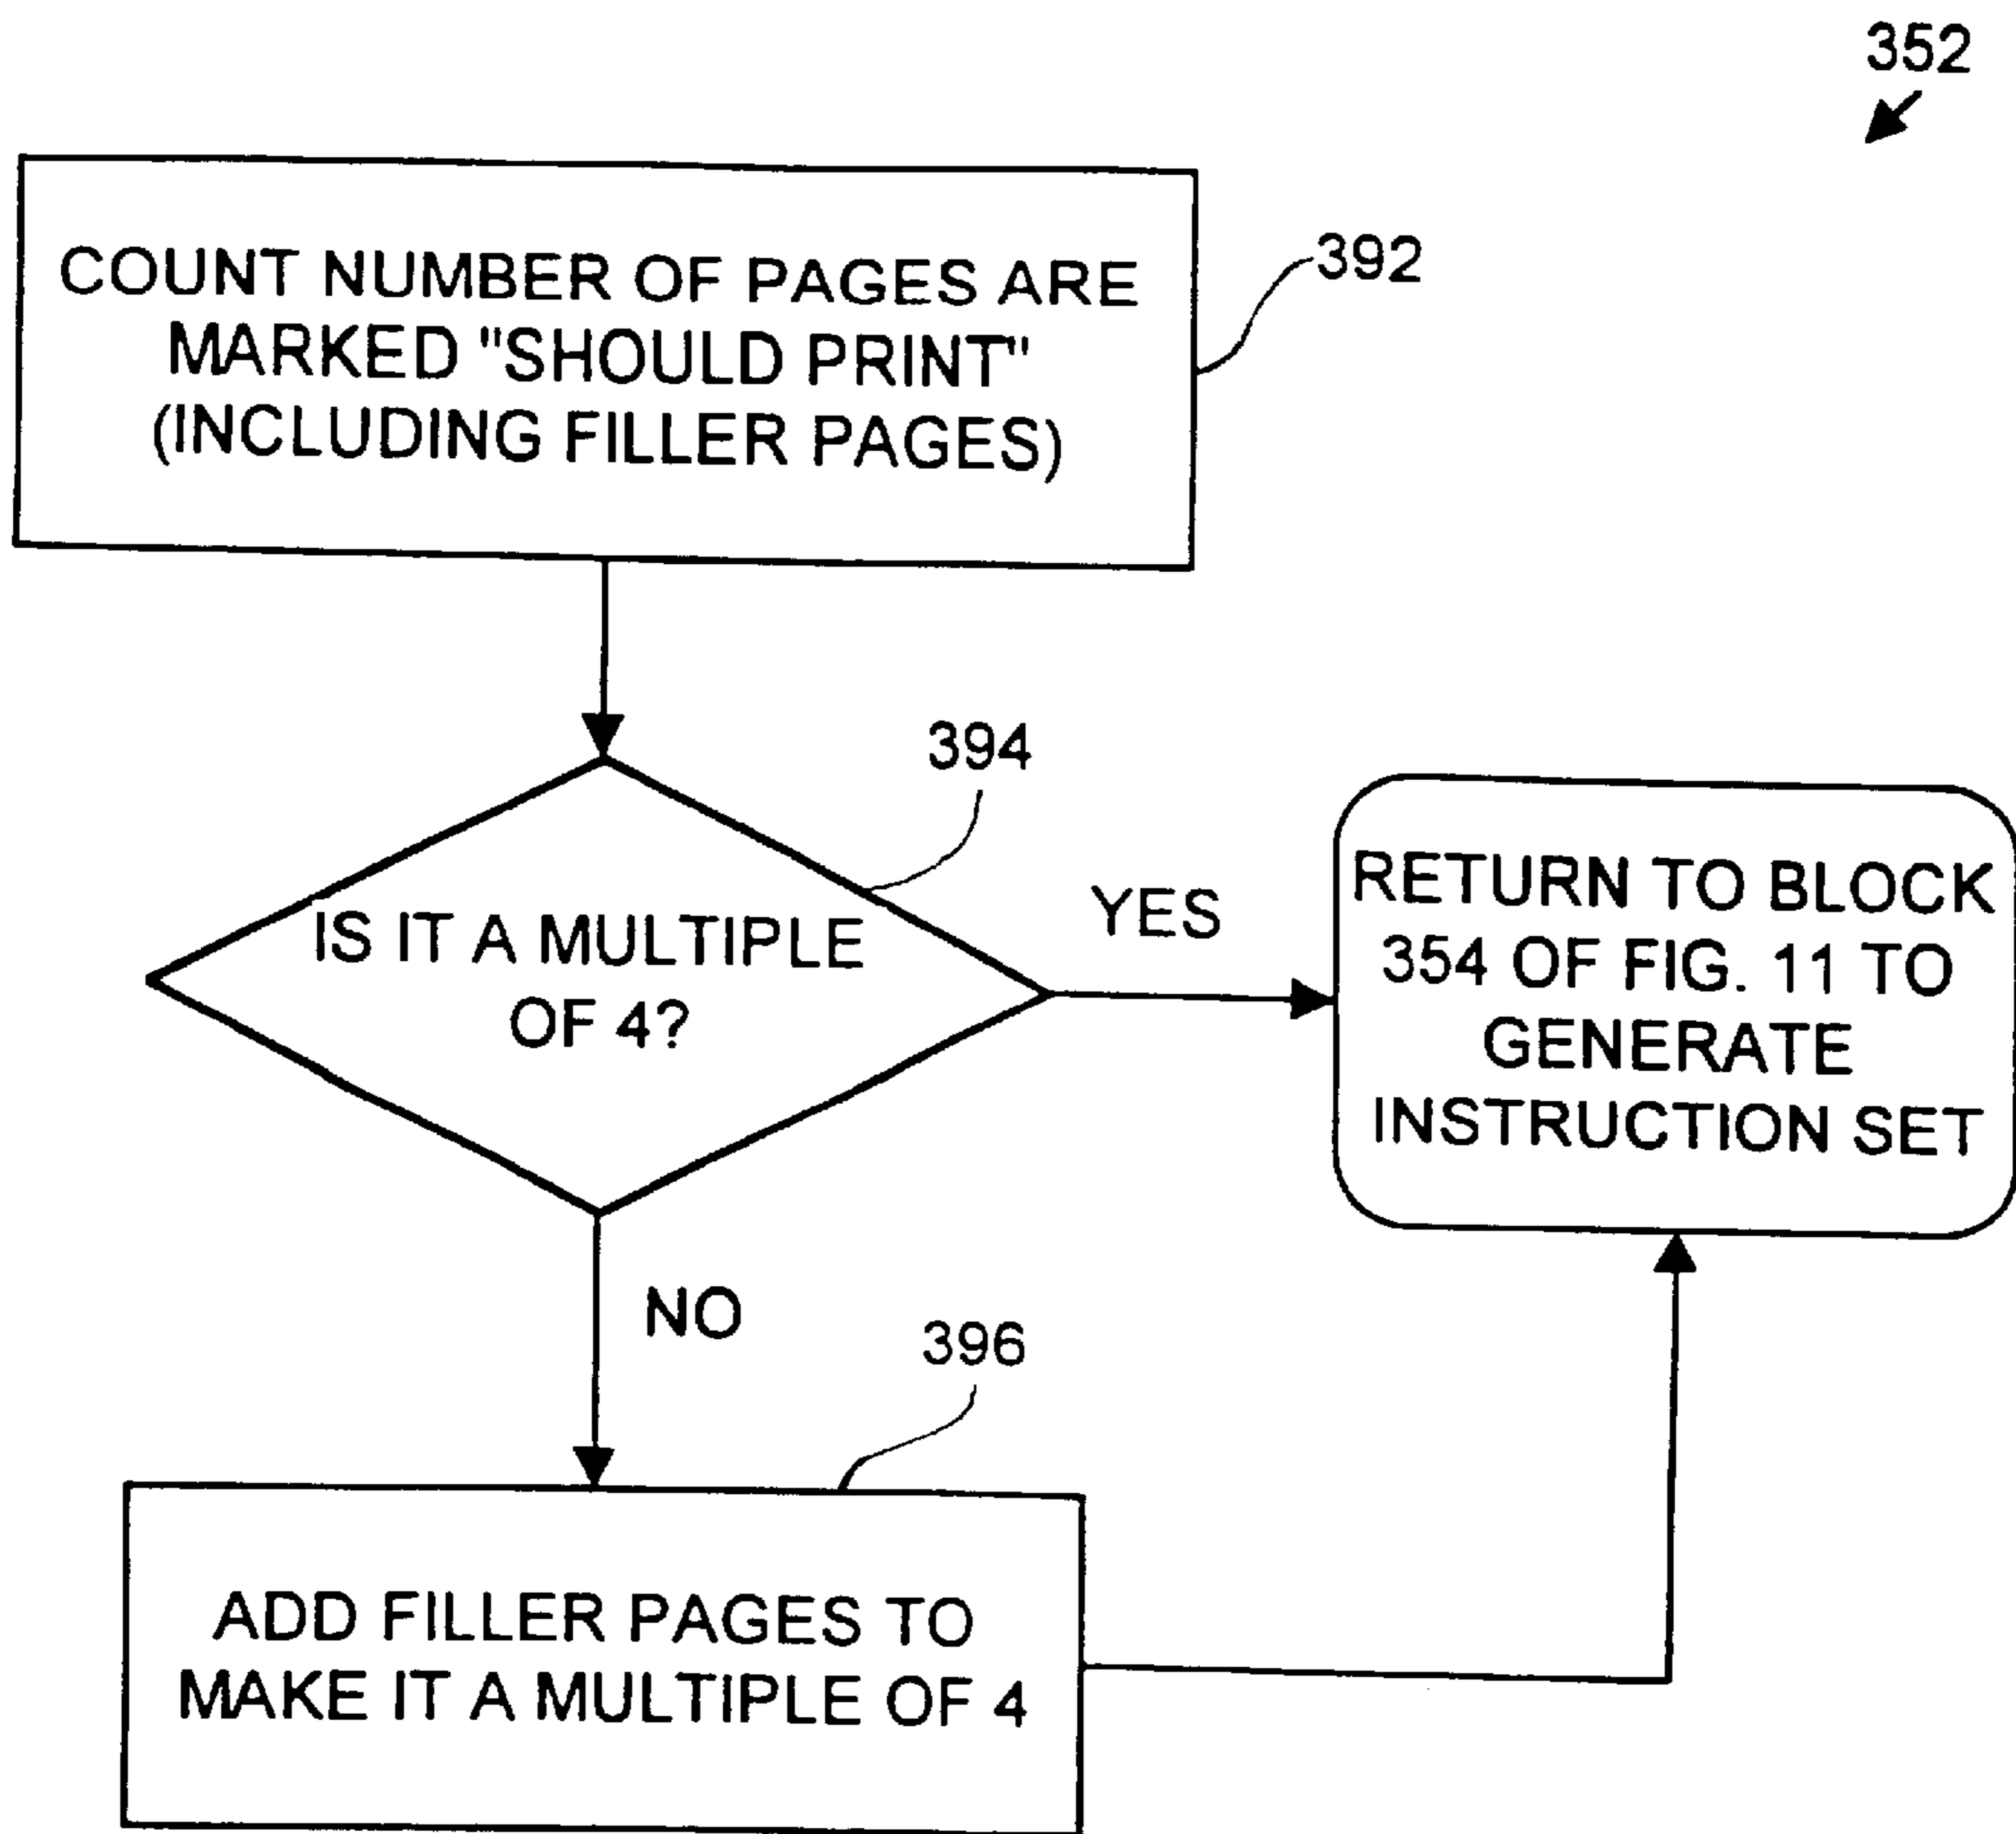 352
COUNT NUMBER OF PAGES ARE
MARKED "SHOULD PRINT"
(INCLUDING FILLER PAGES)
392
394
IS IT A MULTIPLE
OF 4?
YES
RETURN TO BLOCK
354 OF FIG. 11 TO
GENERATE
INSTRUCTION SET
NO
396
ADD FILLER PAGES TO
MAKE IT A MULTIPLE OF 4